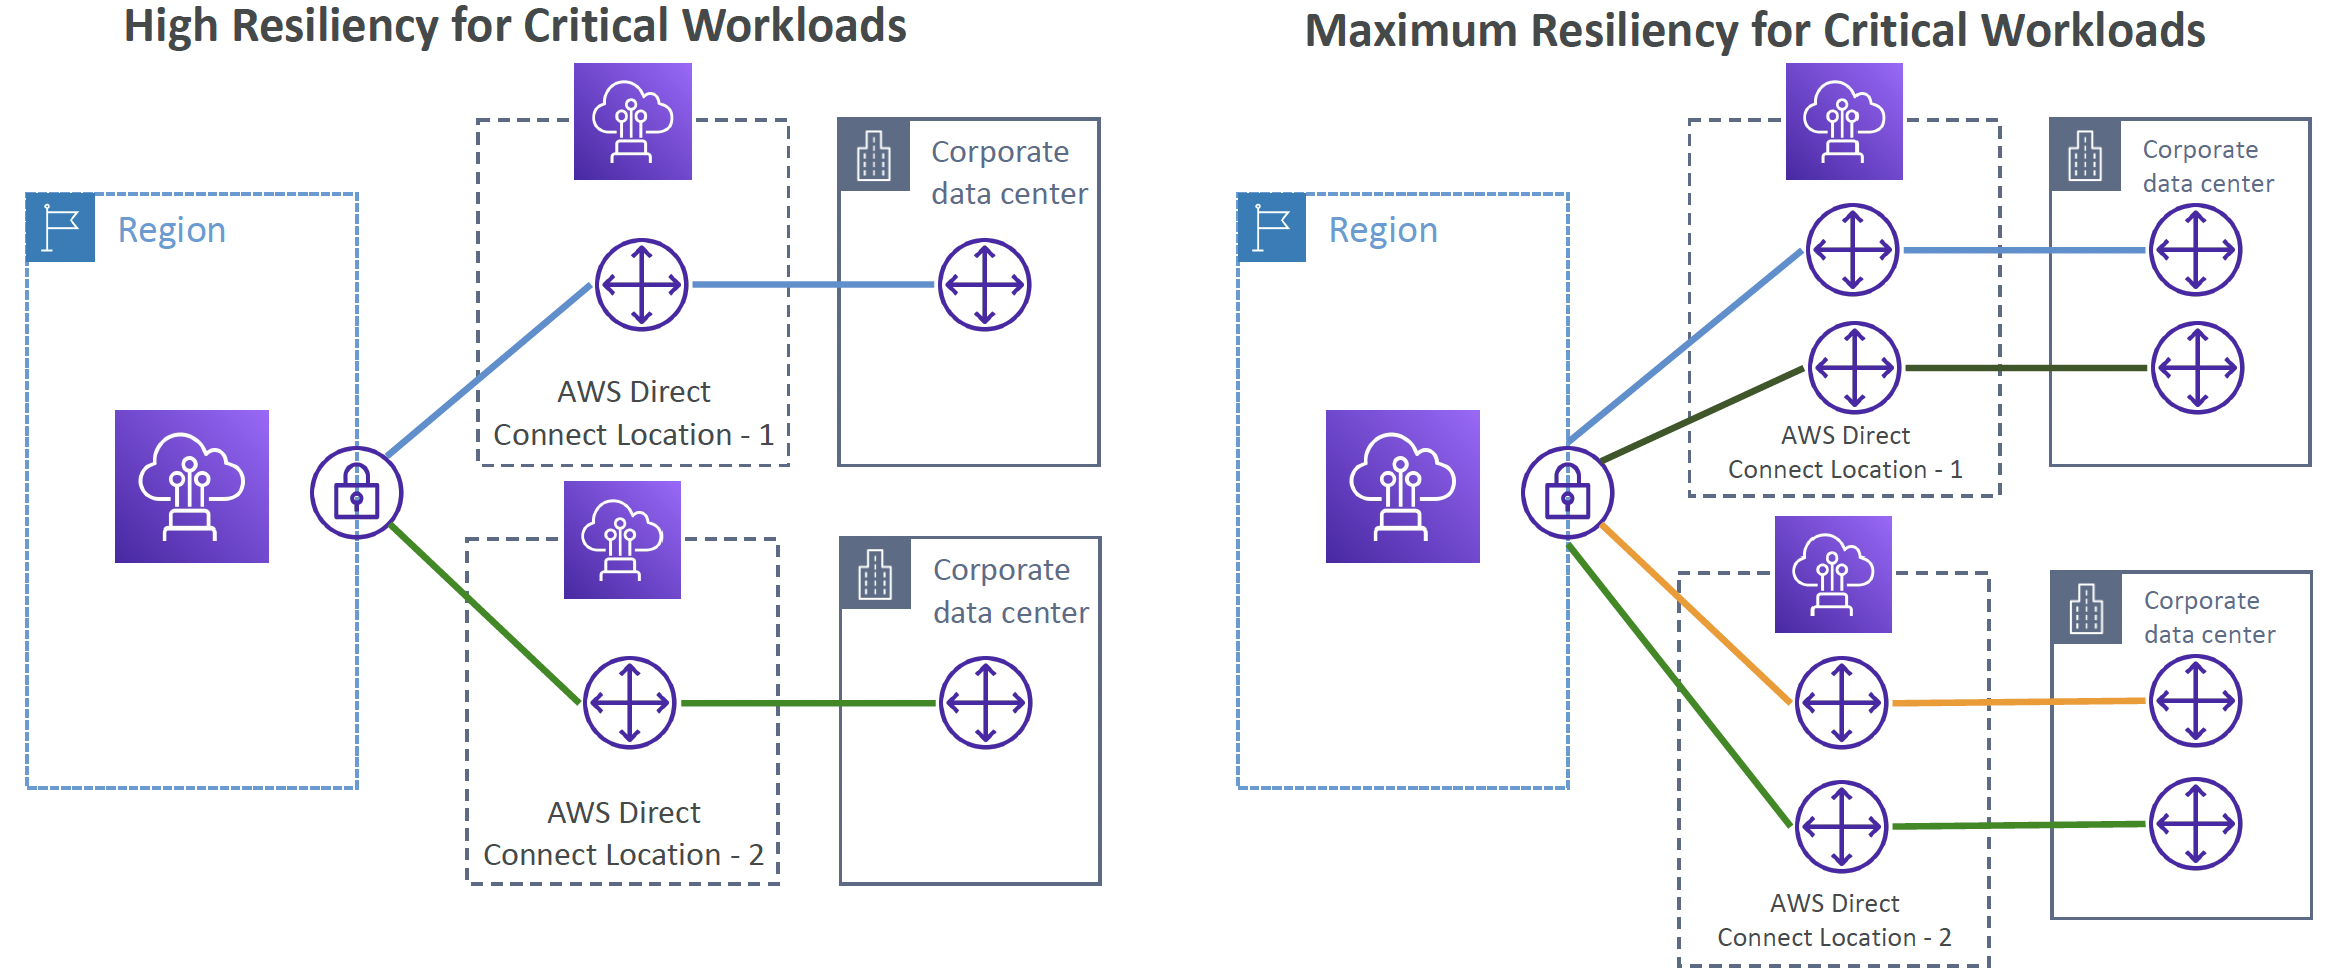 High Resiliency for Critical Workloads
Region
Corporate
data center
AWS Direct
Connect Location - 1
Corporate
data center
AWS Direct
Connect Location - 2
Maximum Resiliency for Critical Workloads
Region
Corporate
data center
AWS Direct
Connect Location - 1
Corporate
data center
AWS Direct
Connect Location - 2